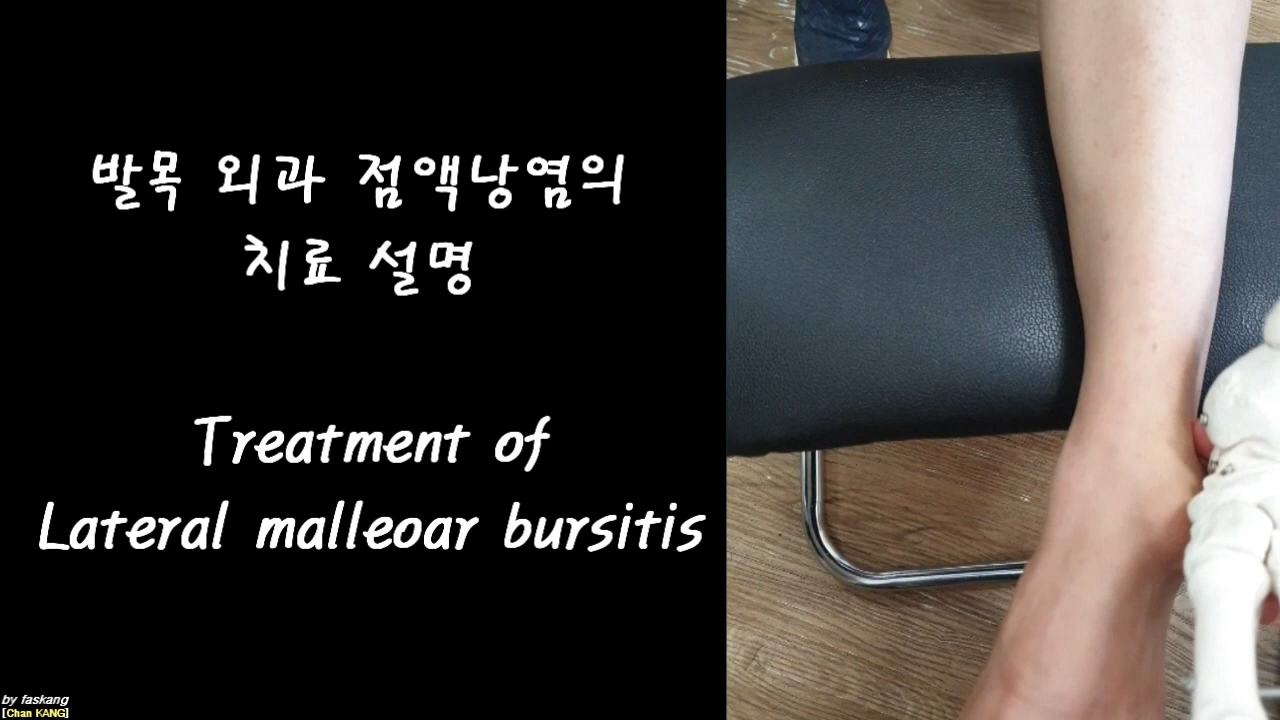 발목 외과 점액낭염의
치료 설명
Treatment of
Lateral malleoar bursitis
by faskang
[Chan KANG]